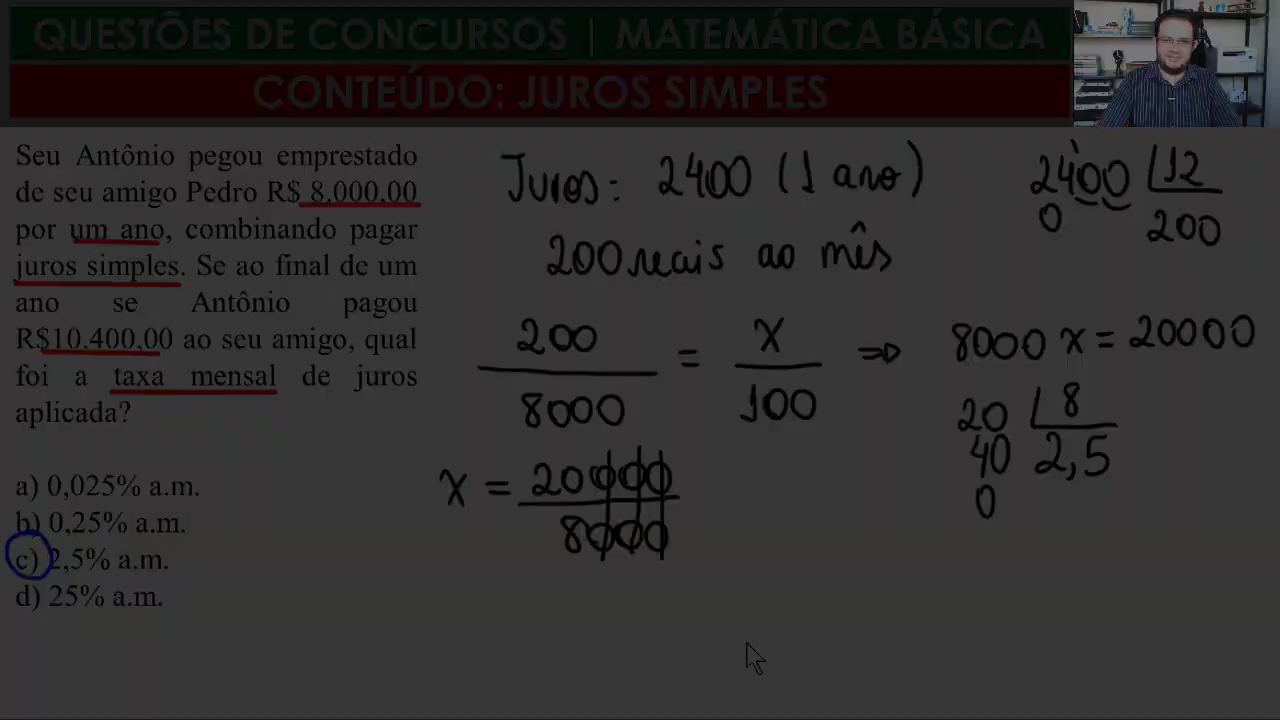 QUESTÕES DE CONCURSOS | MATEMÁTICA BÁSICA
CONTEÚDO: JUROS SIMPLES
Seu Antônio pegou emprestado
de seu amigo Pedro R$ 8.000,00
por um ano, combinando pagar
juros simples. Se ao final de um
ano se Antônio pagou
R$10.400,00 ao seu amigo, qual
foi a taxa mensal de juros
aplicada?
a) 0,025% a.m.
b) 0,25% a.m.
c) 2,5% a.m.
d) 25% a.m.
Juros: 2400 (1 ano)
200 reais ao mês
200
8000
=
x
100
⇒
x = 20000
8000
2400 12
0 200
8000 x = 20000
20 8
40 2,5
0